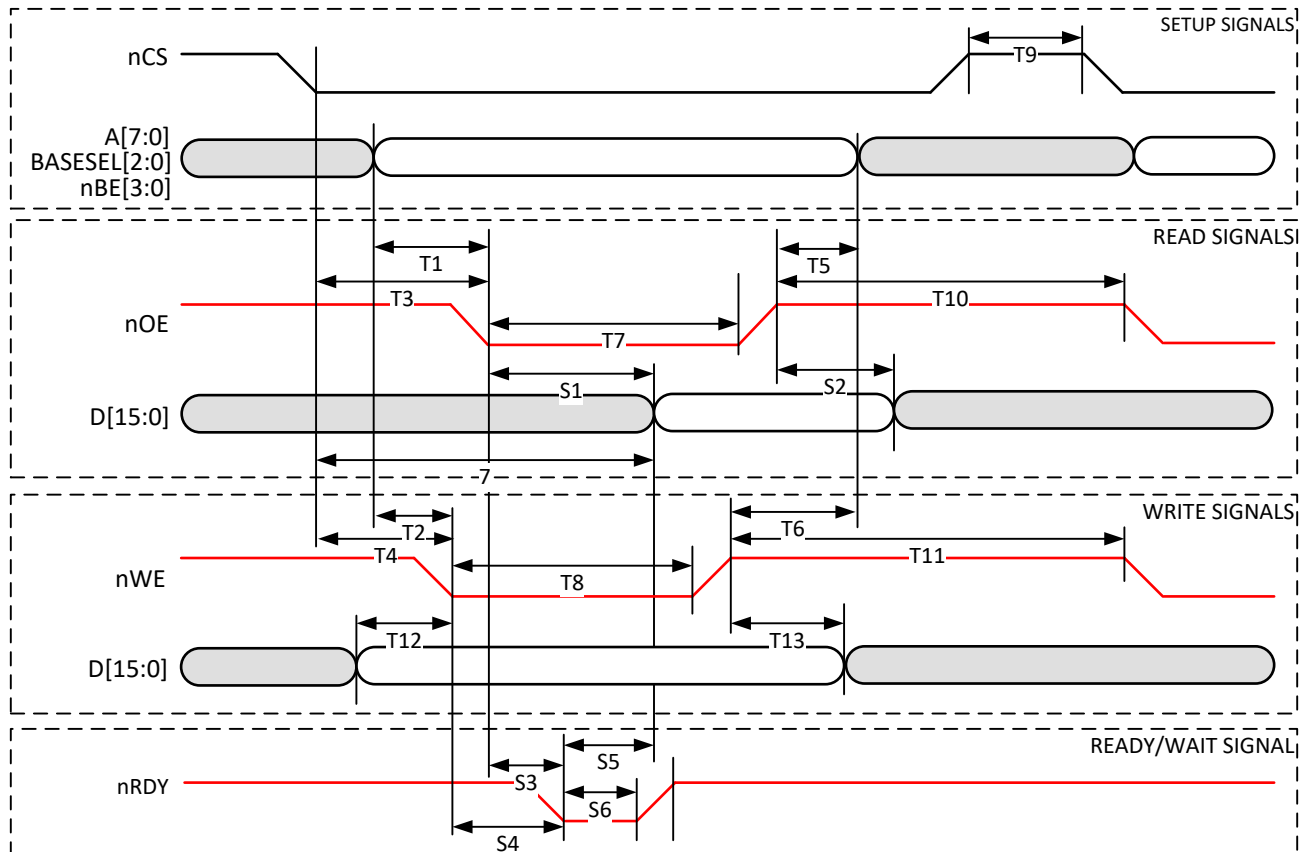 SETUP SIGNALS
nCS
T9
A[7:0]
BASESEL[2:0]
nBE[3:0]
READ SIGNALS
T1
T5
T3
T10
nOE
T7
S1
S2
D[15:0]
7
WRITE SIGNALS
T2
T6
T4
T11
nWE
T8
T12
T13
D[15:0]
READY/WAIT SIGNAL
S5
nRDY
S3
S6
S4